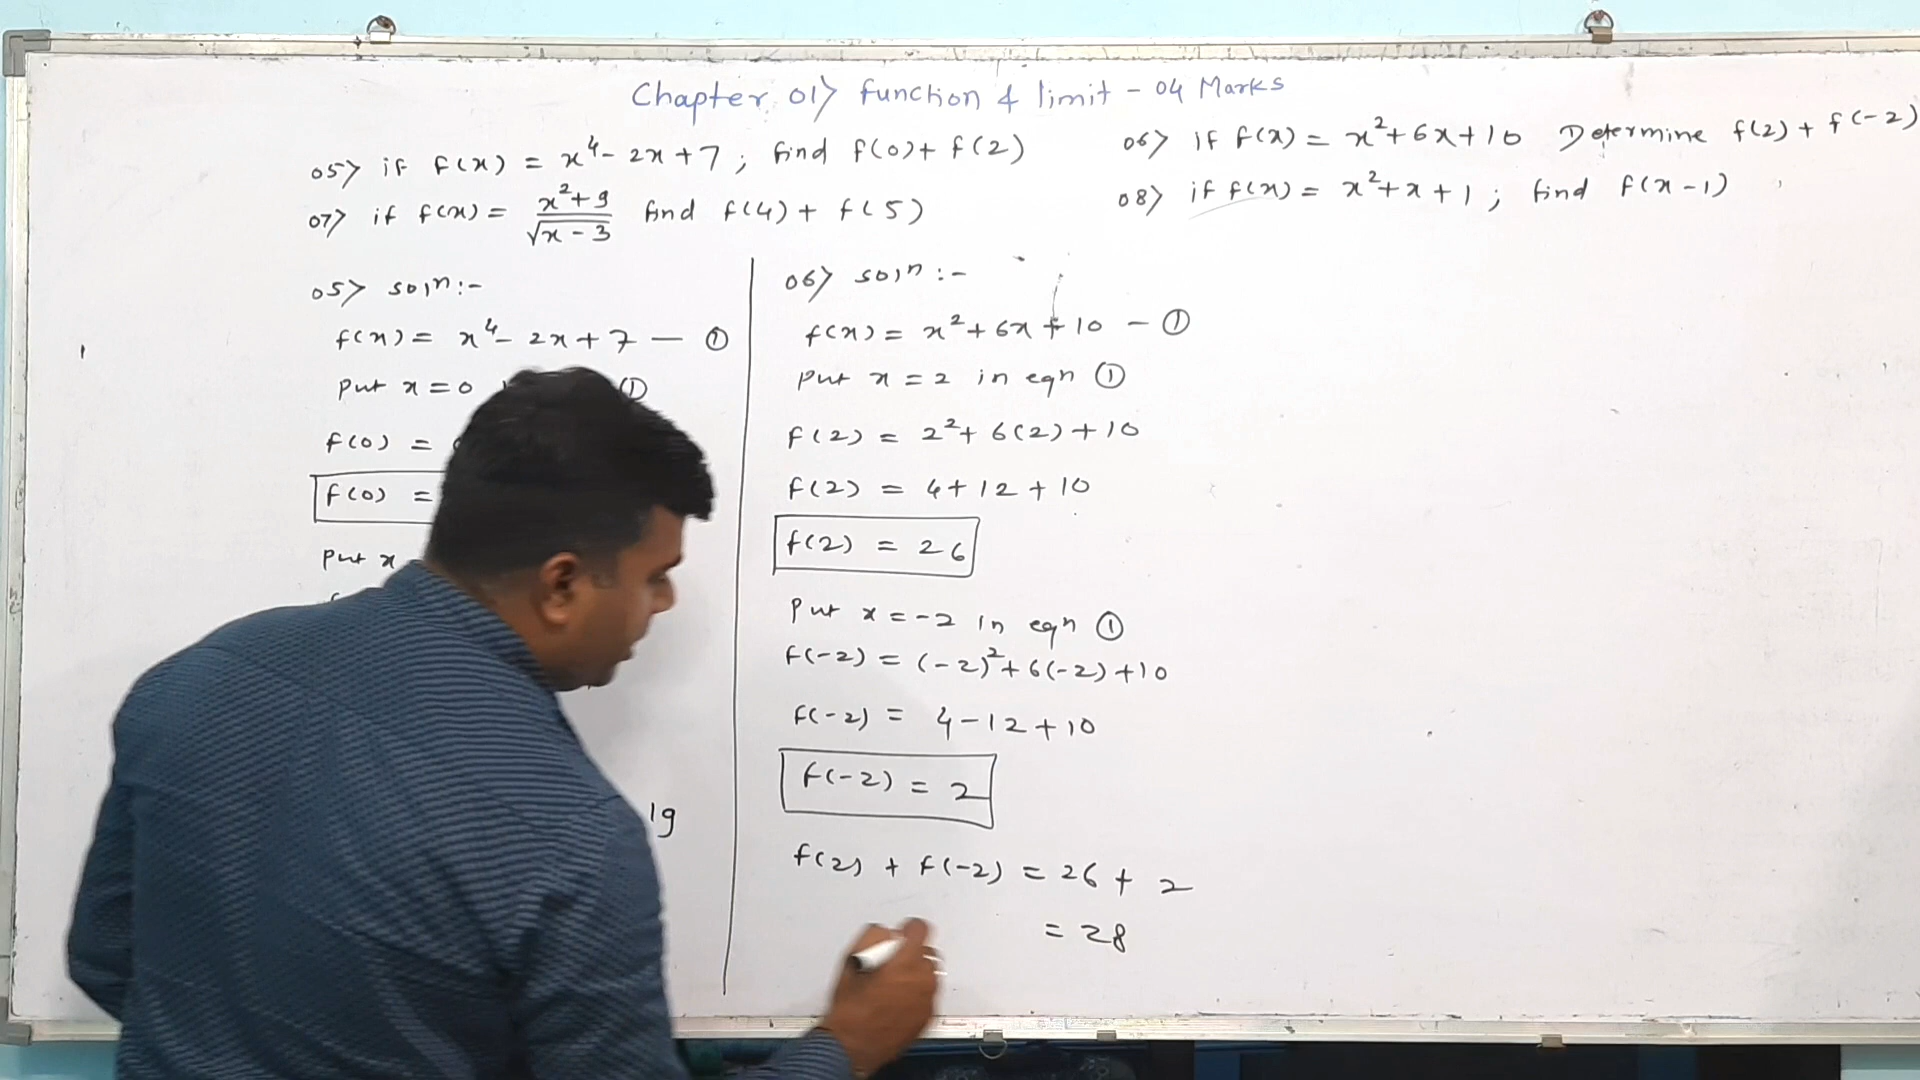 Chapter 01> function & limit - 04 Marks
05> if f(x) = x⁴ - 2x + 7 ; find f(0) + f(2)
06> if f(x) = x² + 6x + 10 Determine f(2) + f(-2)
07> if f(x) = x² + 9 / √x - 3 find f(4) + f(5)
08> if f(x) = x² + x + 1 ; find f(x - 1)
05> soln :-
f(x) = x⁴ - 2x + 7 — ①
put x = 0 ①
f(0) =
f(0) =
put x
19
06> soln :-
f(x) = x² + 6x + 10 - ①
put x = 2 in eqn ①
f(2) = 2² + 6(2) + 10
f(2) = 4 + 12 + 10
f(2) = 26
put x = -2 in eqn ①
f(-2) = (-2)² + 6(-2) + 10
f(-2) = 4 - 12 + 10
f(-2) = 2
f(2) + f(-2) = 26 + 2
= 28